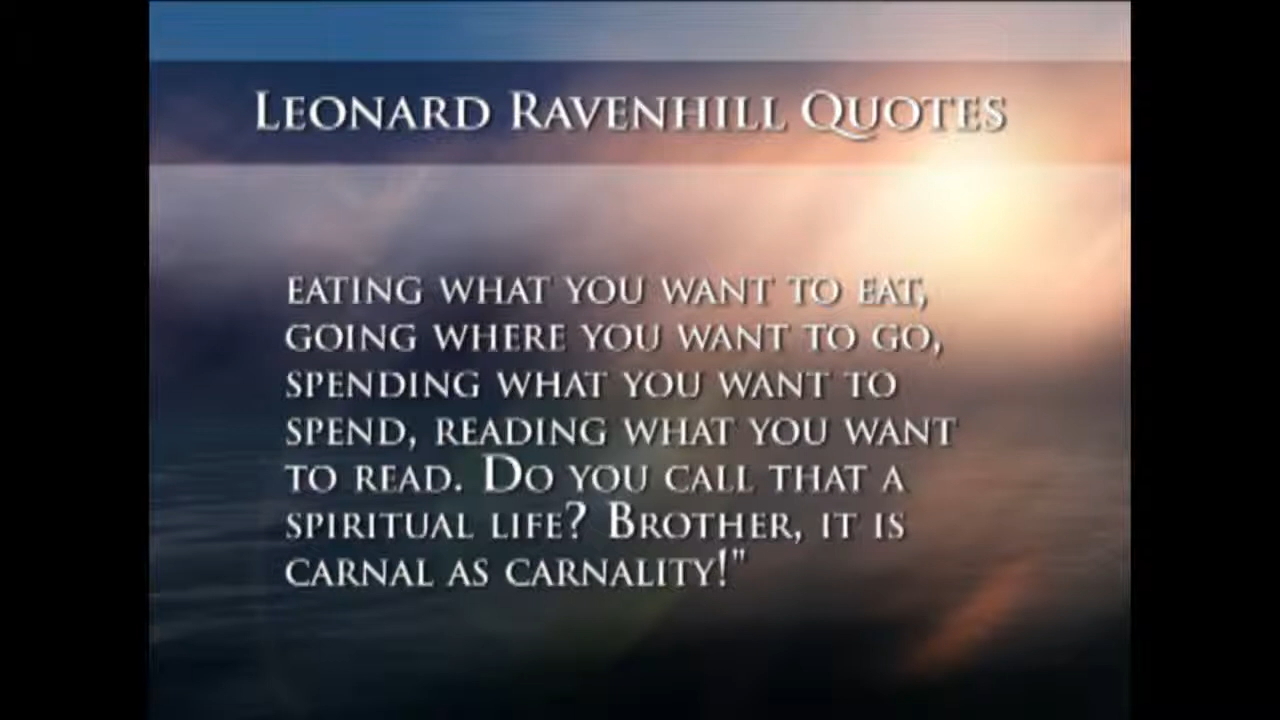 Leonard Ravenhill Quotes
eating what you want to eat,
going where you want to go,
spending what you want to
spend, reading what you want
to read. Do you call that a
spiritual life? Brother, it is
carnal as carnality!"